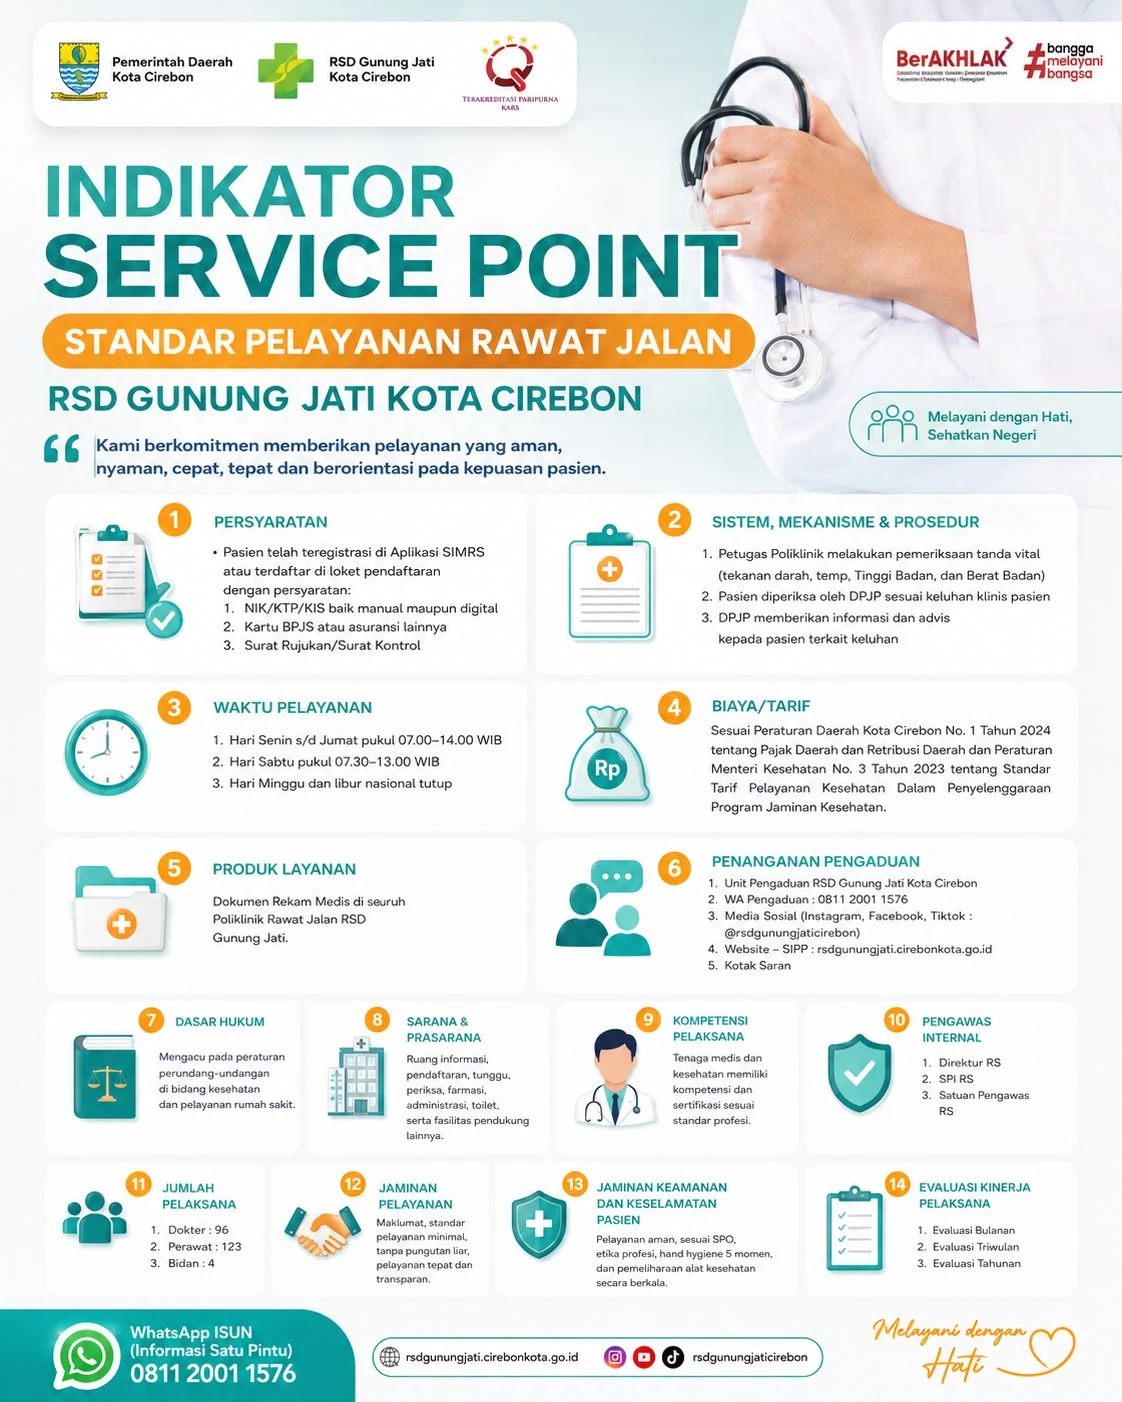 Pemerintah Daerah
Kota Cirebon
RSD Gunung Jati
Kota Cirebon
TERAKREDITASI PARIPURNA
KARS
BerAKHLAK
#bangga
melayani
bangsa
INDIKATOR
SERVICE POINT
STANDAR PELAYANAN RAWAT JALAN
RSD GUNUNG JATI KOTA CIREBON
Melayani dengan Hati,
Sehatkan Negeri
“ Kami berkomitmen memberikan pelayanan yang aman,
nyaman, cepat, tepat dan berorientasi pada kepuasan pasien.
1 PERSYARATAN
• Pasien telah teregistrasi di Aplikasi SIMRS
atau terdaftar di loket pendaftaran
dengan persyaratan:
1. NIK/KTP/KIS baik manual maupun digital
2. Kartu BPJS atau asuransi lainnya
3. Surat Rujukan/Surat Kontrol
2 SISTEM, MEKANISME & PROSEDUR
1. Petugas Poliklinik melakukan pemeriksaan tanda vital
(tekanan darah, temp, Tinggi Badan, dan Berat Badan)
2. Pasien diperiksa oleh DPJP sesuai keluhan klinis pasien
3. DPJP memberikan informasi dan advis
kepada pasien terkait keluhan
3 WAKTU PELAYANAN
1. Hari Senin s/d Jumat pukul 07.00–14.00 WIB
2. Hari Sabtu pukul 07.30–13.00 WIB
3. Hari Minggu dan libur nasional tutup
4 BIAYA/TARIF
Rp
Sesuai Peraturan Daerah Kota Cirebon No. 1 Tahun 2024
tentang Pajak Daerah dan Retribusi Daerah dan Peraturan
Menteri Kesehatan No. 3 Tahun 2023 tentang Standar
Tarif Pelayanan Kesehatan Dalam Penyelenggaraan
Program Jaminan Kesehatan.
5 PRODUK LAYANAN
Dokumen Rekam Medis di seuruh
Poliklinik Rawat Jalan RSD
Gunung Jati.
6 PENANGANAN PENGADUAN
1. Unit Pengaduan RSD Gunung Jati Kota Cirebon
2. WA Pengaduan : 0811 2001 1576
3. Media Sosial (Instagram, Facebook, Tiktok :
@rsdgunungjaticirebon)
4. Website – SIPP : rsdgunungjati.cirebonkota.go.id
5. Kotak Saran
7 DASAR HUKUM
Mengacu pada peraturan
perundang-undangan
di bidang kesehatan
dan pelayanan rumah sakit.
8 SARANA &
PRASARANA
Ruang informasi,
pendaftaran, tunggu,
periksa, farmasi,
administrasi, toilet,
serta fasilitas pendukung
lainnya.
9 KOMPETENSI
PELAKSANA
Tenaga medis dan
kesehatan memiliki
kompetensi dan
sertifikasi sesuai
standar profesi.
10 PENGAWAS
INTERNAL
1. Direktur RS
2. SPI RS
3. Satuan Pengawas
RS
11 JUMLAH
PELAKSANA
1. Dokter : 96
2. Perawat : 123
3. Bidan : 4
12 JAMINAN
PELAYANAN
Maklumat, standar
pelayanan minimal,
tanpa pungutan liar,
pelayanan tepat dan
transparan.
13 JAMINAN KEAMANAN
DAN KESELAMATAN
PASIEN
Pelayanan aman, sesuai SPO,
etika profesi, hand hygiene 5 momen,
dan pemeliharaan alat kesehatan
secara berkala.
14 EVALUASI KINERJA
PELAKSANA
1. Evaluasi Bulanan
2. Evaluasi Triwulan
3. Evaluasi Tahunan
WhatsApp ISUN
(Informasi Satu Pintu)
0811 2001 1576
rsdgunungjati.cirebonkota.go.id
rsdgunungjaticirebon
Melayani dengan
Hati